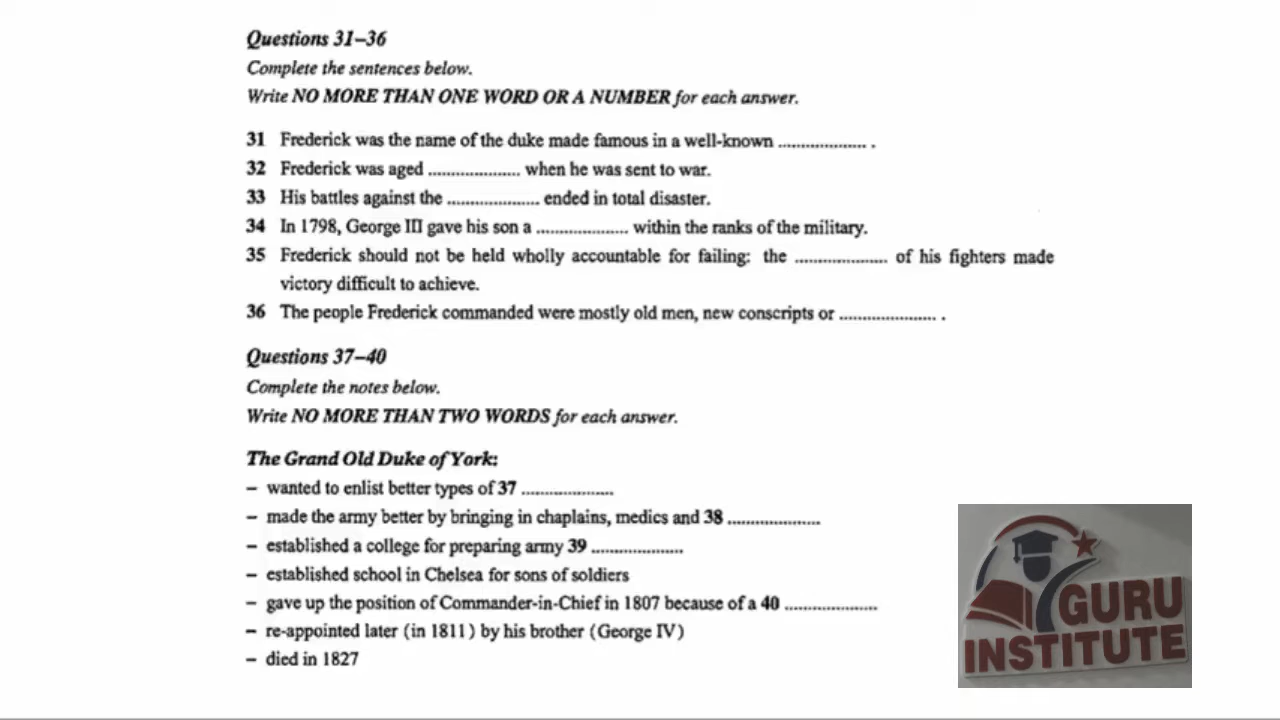 Questions 31–36
Complete the sentences below.
Write NO MORE THAN ONE WORD OR A NUMBER for each answer.
31 Frederick was the name of the duke made famous in a well-known .................... .
32 Frederick was aged .................... when he was sent to war.
33 His battles against the .................... ended in total disaster.
34 In 1798, George III gave his son a .................... within the ranks of the military.
35 Frederick should not be held wholly accountable for failing: the .................... of his fighters made
victory difficult to achieve.
36 The people Frederick commanded were mostly old men, new conscripts or .................... .
Questions 37–40
Complete the notes below.
Write NO MORE THAN TWO WORDS for each answer.
The Grand Old Duke of York:
– wanted to enlist better types of 37 ....................
– made the army better by bringing in chaplains, medics and 38 ....................
– established a college for preparing army 39 ....................
– established school in Chelsea for sons of soldiers
– gave up the position of Commander-in-Chief in 1807 because of a 40 ....................
– re-appointed later (in 1811) by his brother (George IV)
– died in 1827
GURU
INSTITUTE